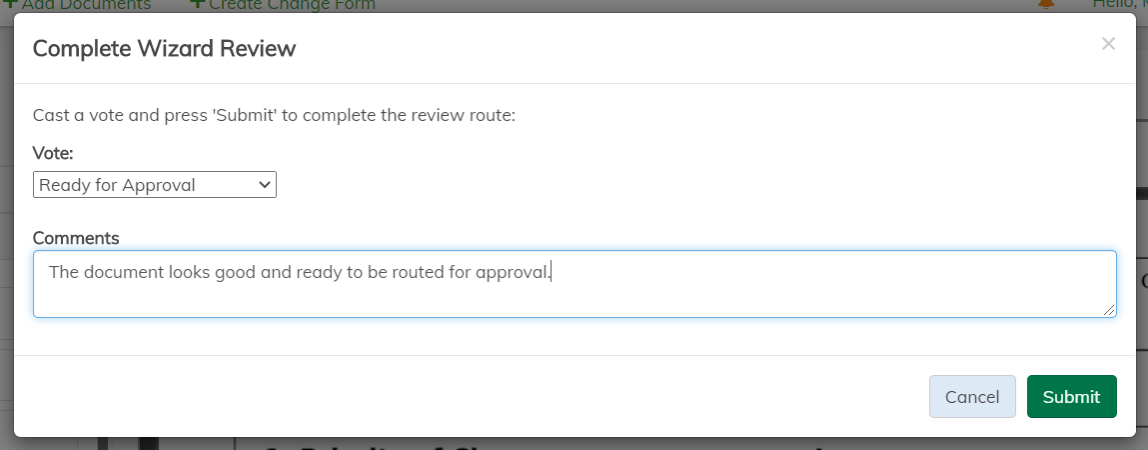 +Add Documents +Create Change Form Hello,
Complete Wizard Review ×
Cast a vote and press 'Submit' to complete the review route:
Vote:
Ready for Approval
Comments
The document looks good and ready to be routed for approval.
Cancel Submit